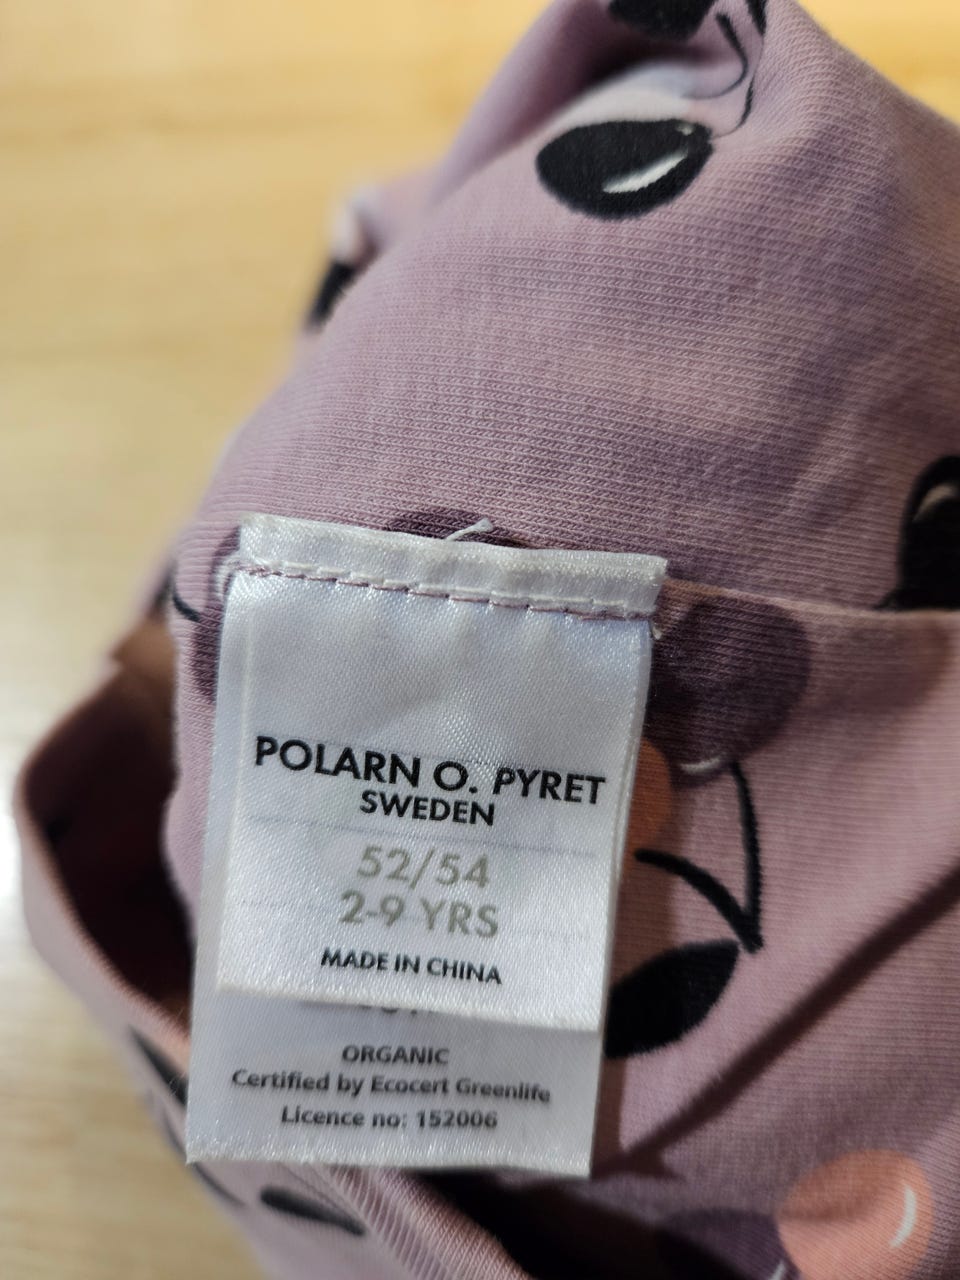 POLARN O. PYRET
SWEDEN
52/54
2-9 YRS
MADE IN CHINA
ORGANIC
Certified by Ecocert Greenlife
Licence no: 152006